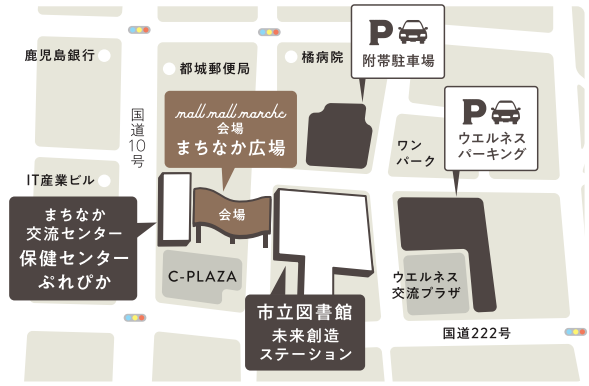 P
附帯駐車場
鹿児島銀行
都城郵便局
橘病院
P
ウエルネス
パーキング
国道10号
mall mall marche
会場
まちなか広場
ワン
パーク
IT産業ビル
まちなか
交流センター
保健センター
ぷれぴか
会場
C-PLAZA
ウエルネス
交流プラザ
市立図書館
未来創造
ステーション
国道222号